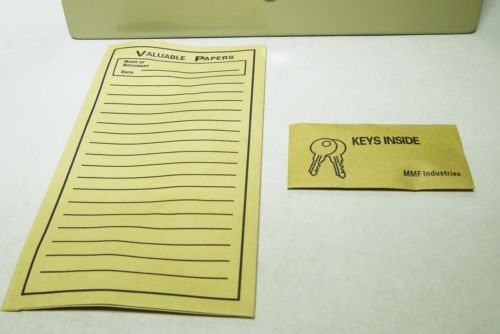 VALUABLE PAPERS
NAME OF
DOCUMENT
DATE
KEYS INSIDE
MMF Industries